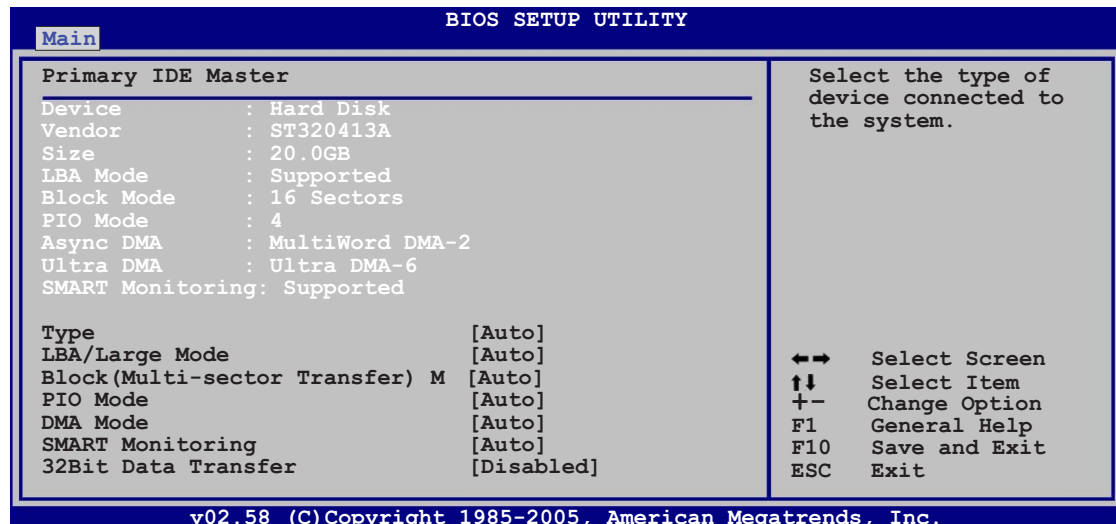 BIOS SETUP UTILITY
Main
Primary IDE Master
Device : Hard Disk
Vendor : ST320413A
Size : 20.0GB
LBA Mode : Supported
Block Mode : 16 Sectors
PIO Mode : 4
Async DMA : MultiWord DMA-2
Ultra DMA : Ultra DMA-6
SMART Monitoring: Supported
Type [Auto]
LBA/Large Mode [Auto]
Block(Multi-sector Transfer) M [Auto]
PIO Mode [Auto]
DMA Mode [Auto]
SMART Monitoring [Auto]
32Bit Data Transfer [Disabled]
Select the type of
device connected to
the system.
←→ Select Screen
↑↓ Select Item
+- Change Option
F1 General Help
F10 Save and Exit
ESC Exit
v02.58 (C)Copyright 1985-2005, American Megatrends, Inc.